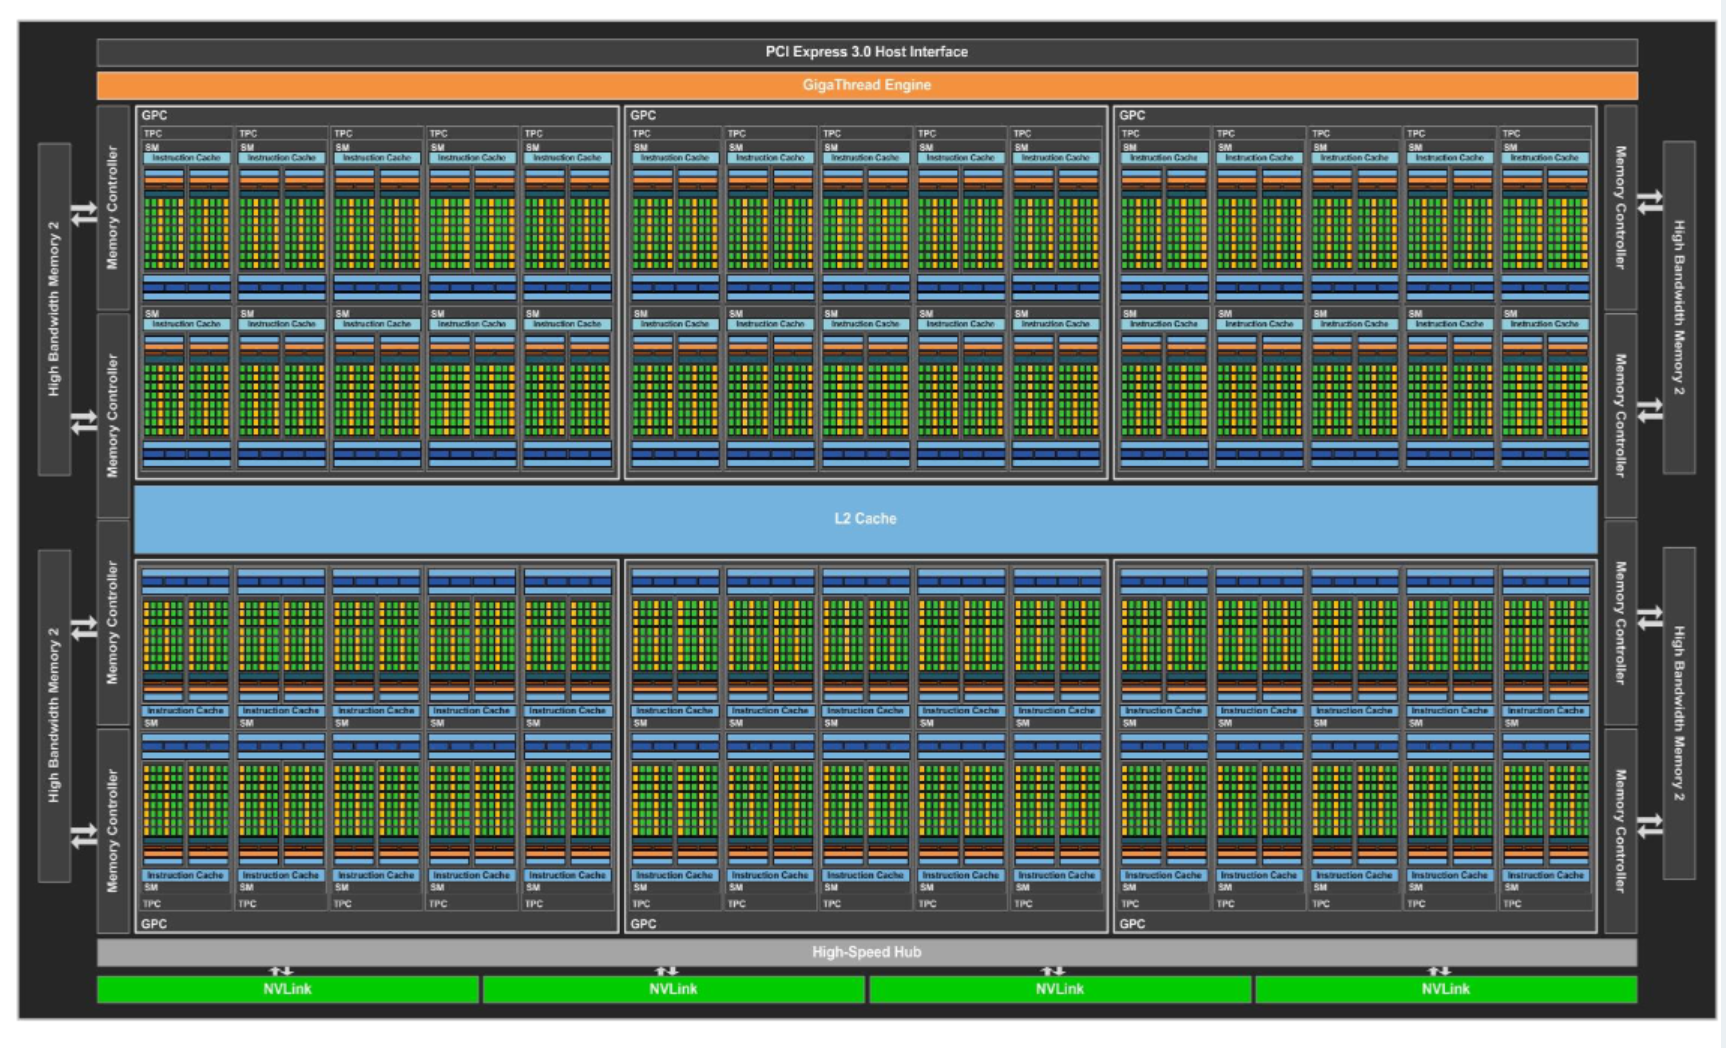 PCI Express 3.0 Host Interface
GigaThread Engine
High Bandwidth Memory 2
High Bandwidth Memory 2
Memory Controller
Memory Controller
Memory Controller
Memory Controller
GPC GPC GPC
TPC TPC TPC TPC TPC TPC TPC TPC TPC TPC TPC TPC TPC TPC TPC
SM SM SM SM SM SM SM SM SM SM SM SM SM SM SM
Instruction Cache Instruction Cache Instruction Cache Instruction Cache Instruction Cache Instruction Cache Instruction Cache Instruction Cache Instruction Cache Instruction Cache Instruction Cache Instruction Cache Instruction Cache Instruction Cache Instruction Cache
SM SM SM SM SM SM SM SM SM SM SM SM SM SM SM
Instruction Cache Instruction Cache Instruction Cache Instruction Cache Instruction Cache Instruction Cache Instruction Cache Instruction Cache Instruction Cache Instruction Cache Instruction Cache Instruction Cache Instruction Cache Instruction Cache Instruction Cache
L2 Cache
Instruction Cache Instruction Cache Instruction Cache Instruction Cache Instruction Cache Instruction Cache Instruction Cache Instruction Cache Instruction Cache Instruction Cache Instruction Cache Instruction Cache Instruction Cache Instruction Cache Instruction Cache
SM SM SM SM SM SM SM SM SM SM SM SM SM SM SM
Instruction Cache Instruction Cache Instruction Cache Instruction Cache Instruction Cache Instruction Cache Instruction Cache Instruction Cache Instruction Cache Instruction Cache Instruction Cache Instruction Cache Instruction Cache Instruction Cache Instruction Cache
SM SM SM SM SM SM SM SM SM SM SM SM SM SM SM
TPC TPC TPC TPC TPC TPC TPC TPC TPC TPC TPC TPC TPC TPC TPC
GPC GPC GPC
Memory Controller
Memory Controller
Memory Controller
Memory Controller
High Bandwidth Memory 2
High Bandwidth Memory 2
High-Speed Hub
NVLink NVLink NVLink NVLink